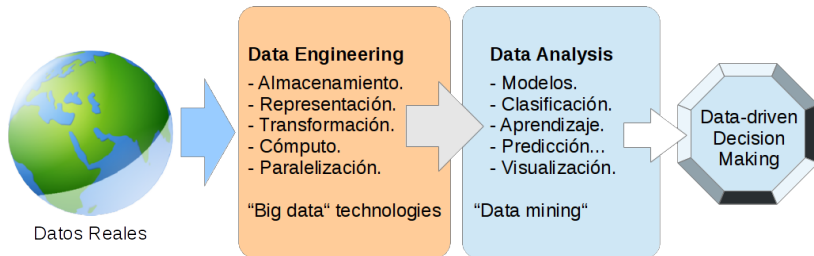 Datos Reales
Data Engineering
- Almacenamiento.
- Representación.
- Transformación.
- Cómputo.
- Paralelización.
“Big data“ technologies
Data Analysis
- Modelos.
- Clasificación.
- Aprendizaje.
- Predicción...
- Visualización.
“Data mining“
Data-driven
Decision
Making